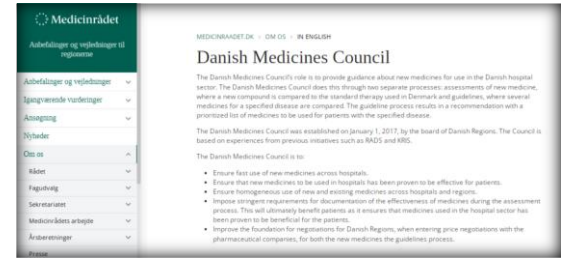 Medicinrådet
Anbefalinger og vejledninger til
regionerne
Anbefalinger og vejledninger
Igangværende vurderinger
Ansøgning
Nyheder
Om os
Rådet
Fagudvalg
Sekretariatet
Medicinrådets arbejde
Årsberetninger
Presse
MEDICINRAADET.DK > OM OS > IN ENGLISH
Danish Medicines Council
The Danish Medicines Council's role is to provide guidance about new medicines for use in the Danish hospital
sector. The Danish Medicines Council does this through two separate processes: assessments of new medicine,
where a new compound is compared to the standard therapy used in Denmark and guidelines, where several
medicines for a specified disease are compared. The guideline process results in a recommendation with a
prioritized list of medicines to be used for patients with the specified disease.
The Danish Medicines Council was established on January 1, 2017, by the board of Danish Regions. The Council is
based on experiences from previous initiatives such as RADS and KRIS.
The Danish Medicines Council is to:
• Ensure fast use of new medicines across hospitals.
• Ensure that new medicines to be used in hospitals has been proven to be effective for patients.
• Ensure homogeneous use of new and existing medicines across hospitals and regions.
• Impose stringent requirements for documentation of the effectiveness of medicines during the assessment
process. This will ultimately benefit patients as it ensures that medicines used in the hospital sector has
been proven to be beneficial for the patients.
• Improve the foundation for negotiations for Danish Regions, when entering price negotiations with the
pharmaceutical companies, for both the new medicines the guidelines process.